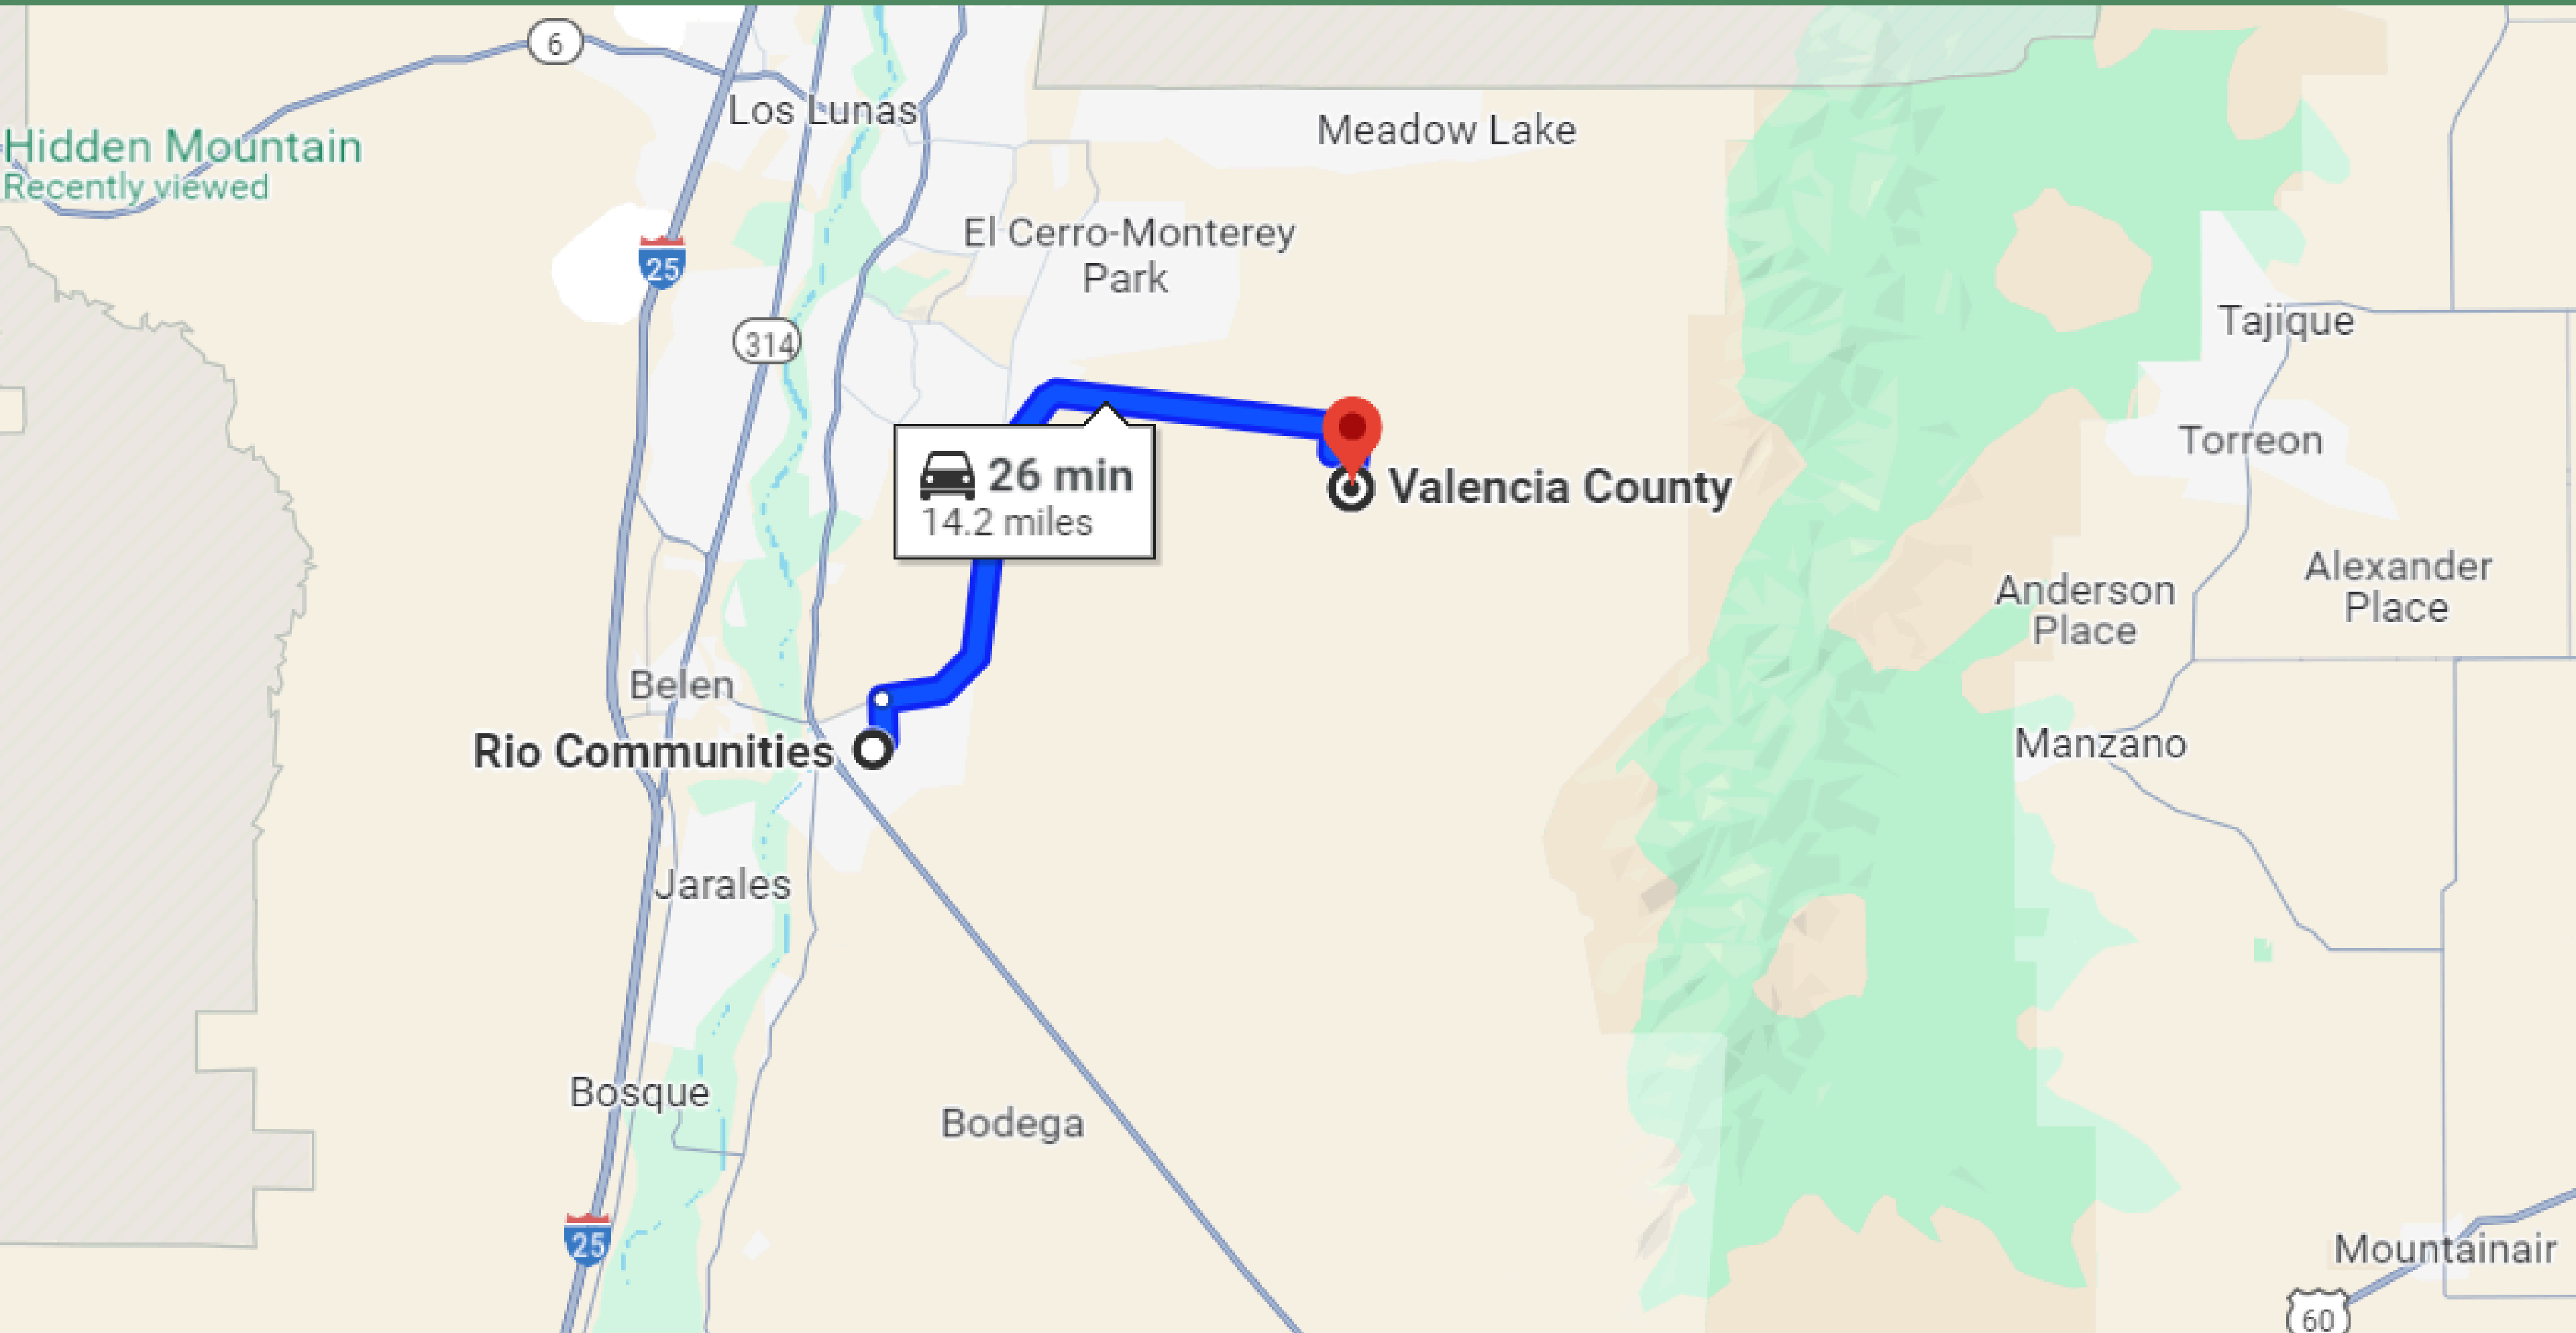 6
Los Lunas
Meadow Lake
Hidden Mountain
Recently viewed
El Cerro-Monterey
Park
25
314
Tajique
Torreon
26 min
14.2 miles
Valencia County
Alexander
Place
Anderson
Place
Belen
Rio Communities
Manzano
Jarales
Bosque
Bodega
25
Mountainair
60